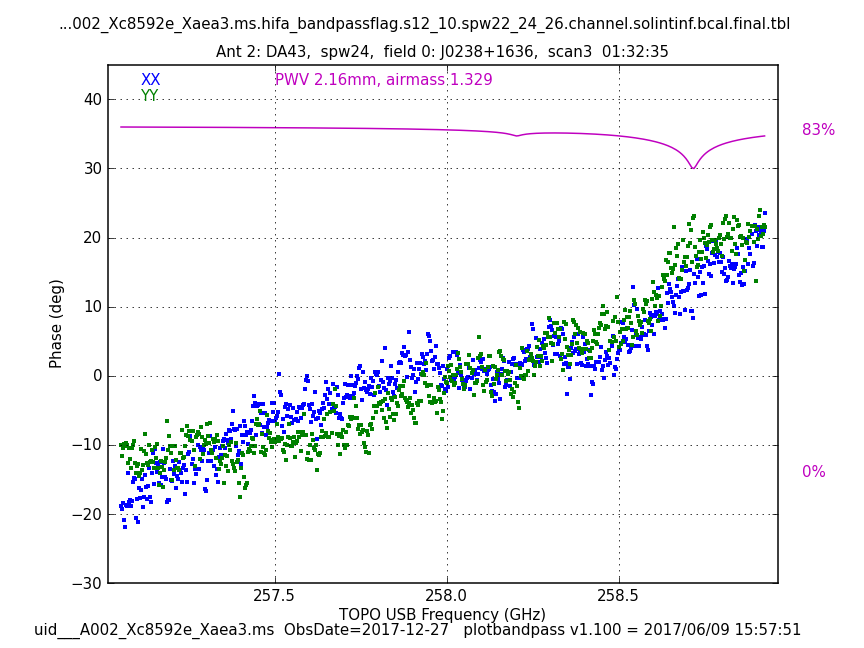 ...002_Xc8592e_Xaea3.ms.hifa_bandpassflag.s12_10.spw22_24_26.channel.solintinf.bcal.final.tbl
Ant 2: DA43,  spw24,  field 0: J0238+1636,  scan3  01:32:35
XX
PWV 2.16mm, airmass 1.329
YY
40
83%
30
20
10
0
−10
0%
−20
−30
Phase (deg)
257.5
258.0
258.5
TOPO USB Frequency (GHz)
uid___A002_Xc8592e_Xaea3.ms  ObsDate=2017-12-27   plotbandpass v1.100 = 2017/06/09 15:57:51